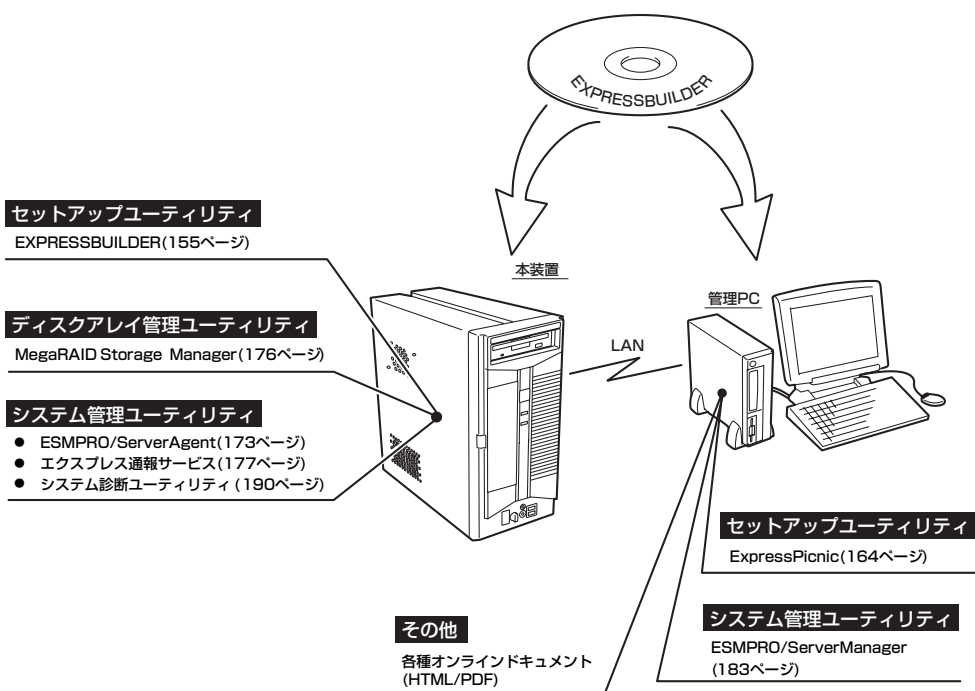 EXPRESSBUILDER
セットアップユーティリティ
EXPRESSBUILDER(155ページ)
ディスクアレイ管理ユーティリティ
MegaRAID Storage Manager(176ページ)
システム管理ユーティリティ
● ESMPRO/ServerAgent(173ページ)
● エクスプレス通報サービス(177ページ)
● システム診断ユーティリティ(190ページ)
本装置
LAN
管理PC
セットアップユーティリティ
ExpressPicnic(164ページ)
システム管理ユーティリティ
ESMPRO/ServerManager
(183ページ)
その他
各種オンラインドキュメント
(HTML/PDF)